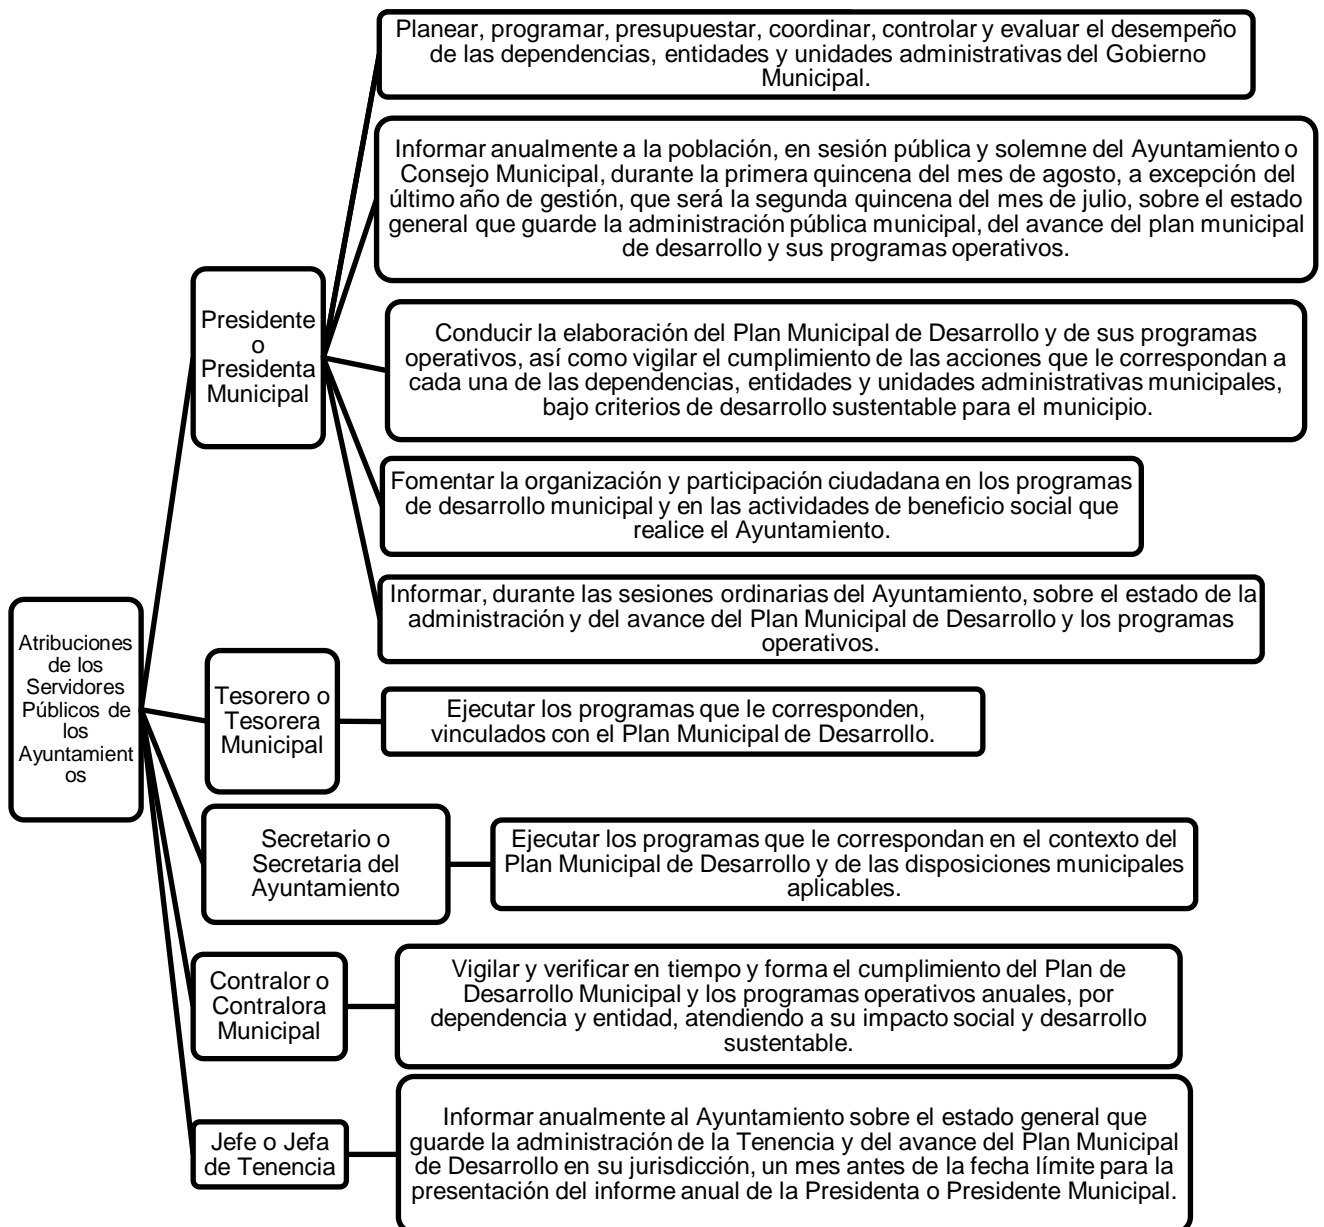 Planear, programar, presupuestar, coordinar, controlar y evaluar el desempeño
de las dependencias, entidades y unidades administrativas del Gobierno
Municipal.
Informar anualmente a la población, en sesión pública y solemne del Ayuntamiento o
Consejo Municipal, durante la primera quincena del mes de agosto, a excepción del
último año de gestión, que será la segunda quincena del mes de julio, sobre el estado
general que guarde la administración pública municipal, del avance del plan municipal
de desarrollo y sus programas operativos.
Presidente
o
Presidenta
Municipal
Conducir la elaboración del Plan Municipal de Desarrollo y de sus programas
operativos, así como vigilar el cumplimiento de las acciones que le correspondan a
cada una de las dependencias, entidades y unidades administrativas municipales,
bajo criterios de desarrollo sustentable para el municipio.
Fomentar la organización y participación ciudadana en los programas
de desarrollo municipal y en las actividades de beneficio social que
realice el Ayuntamiento.
Informar, durante las sesiones ordinarias del Ayuntamiento, sobre el estado de la
administración y del avance del Plan Municipal de Desarrollo y los programas
operativos.
Atribuciones
de los
Servidores
Públicos de
los
Ayuntamient
os
Tesorero o
Tesorera
Municipal
Ejecutar los programas que le corresponden,
vinculados con el Plan Municipal de Desarrollo.
Secretario o
Secretaria del
Ayuntamiento
Ejecutar los programas que le correspondan en el contexto del
Plan Municipal de Desarrollo y de las disposiciones municipales
aplicables.
Contralor o
Contralora
Municipal
Vigilar y verificar en tiempo y forma el cumplimiento del Plan de
Desarrollo Municipal y los programas operativos anuales, por
dependencia y entidad, atendiendo a su impacto social y desarrollo
sustentable.
Jefe o Jefa
de Tenencia
Informar anualmente al Ayuntamiento sobre el estado general que
guarde la administración de la Tenencia y del avance del Plan Municipal
de Desarrollo en su jurisdicción, un mes antes de la fecha límite para la
presentación del informe anual de la Presidenta o Presidente Municipal.